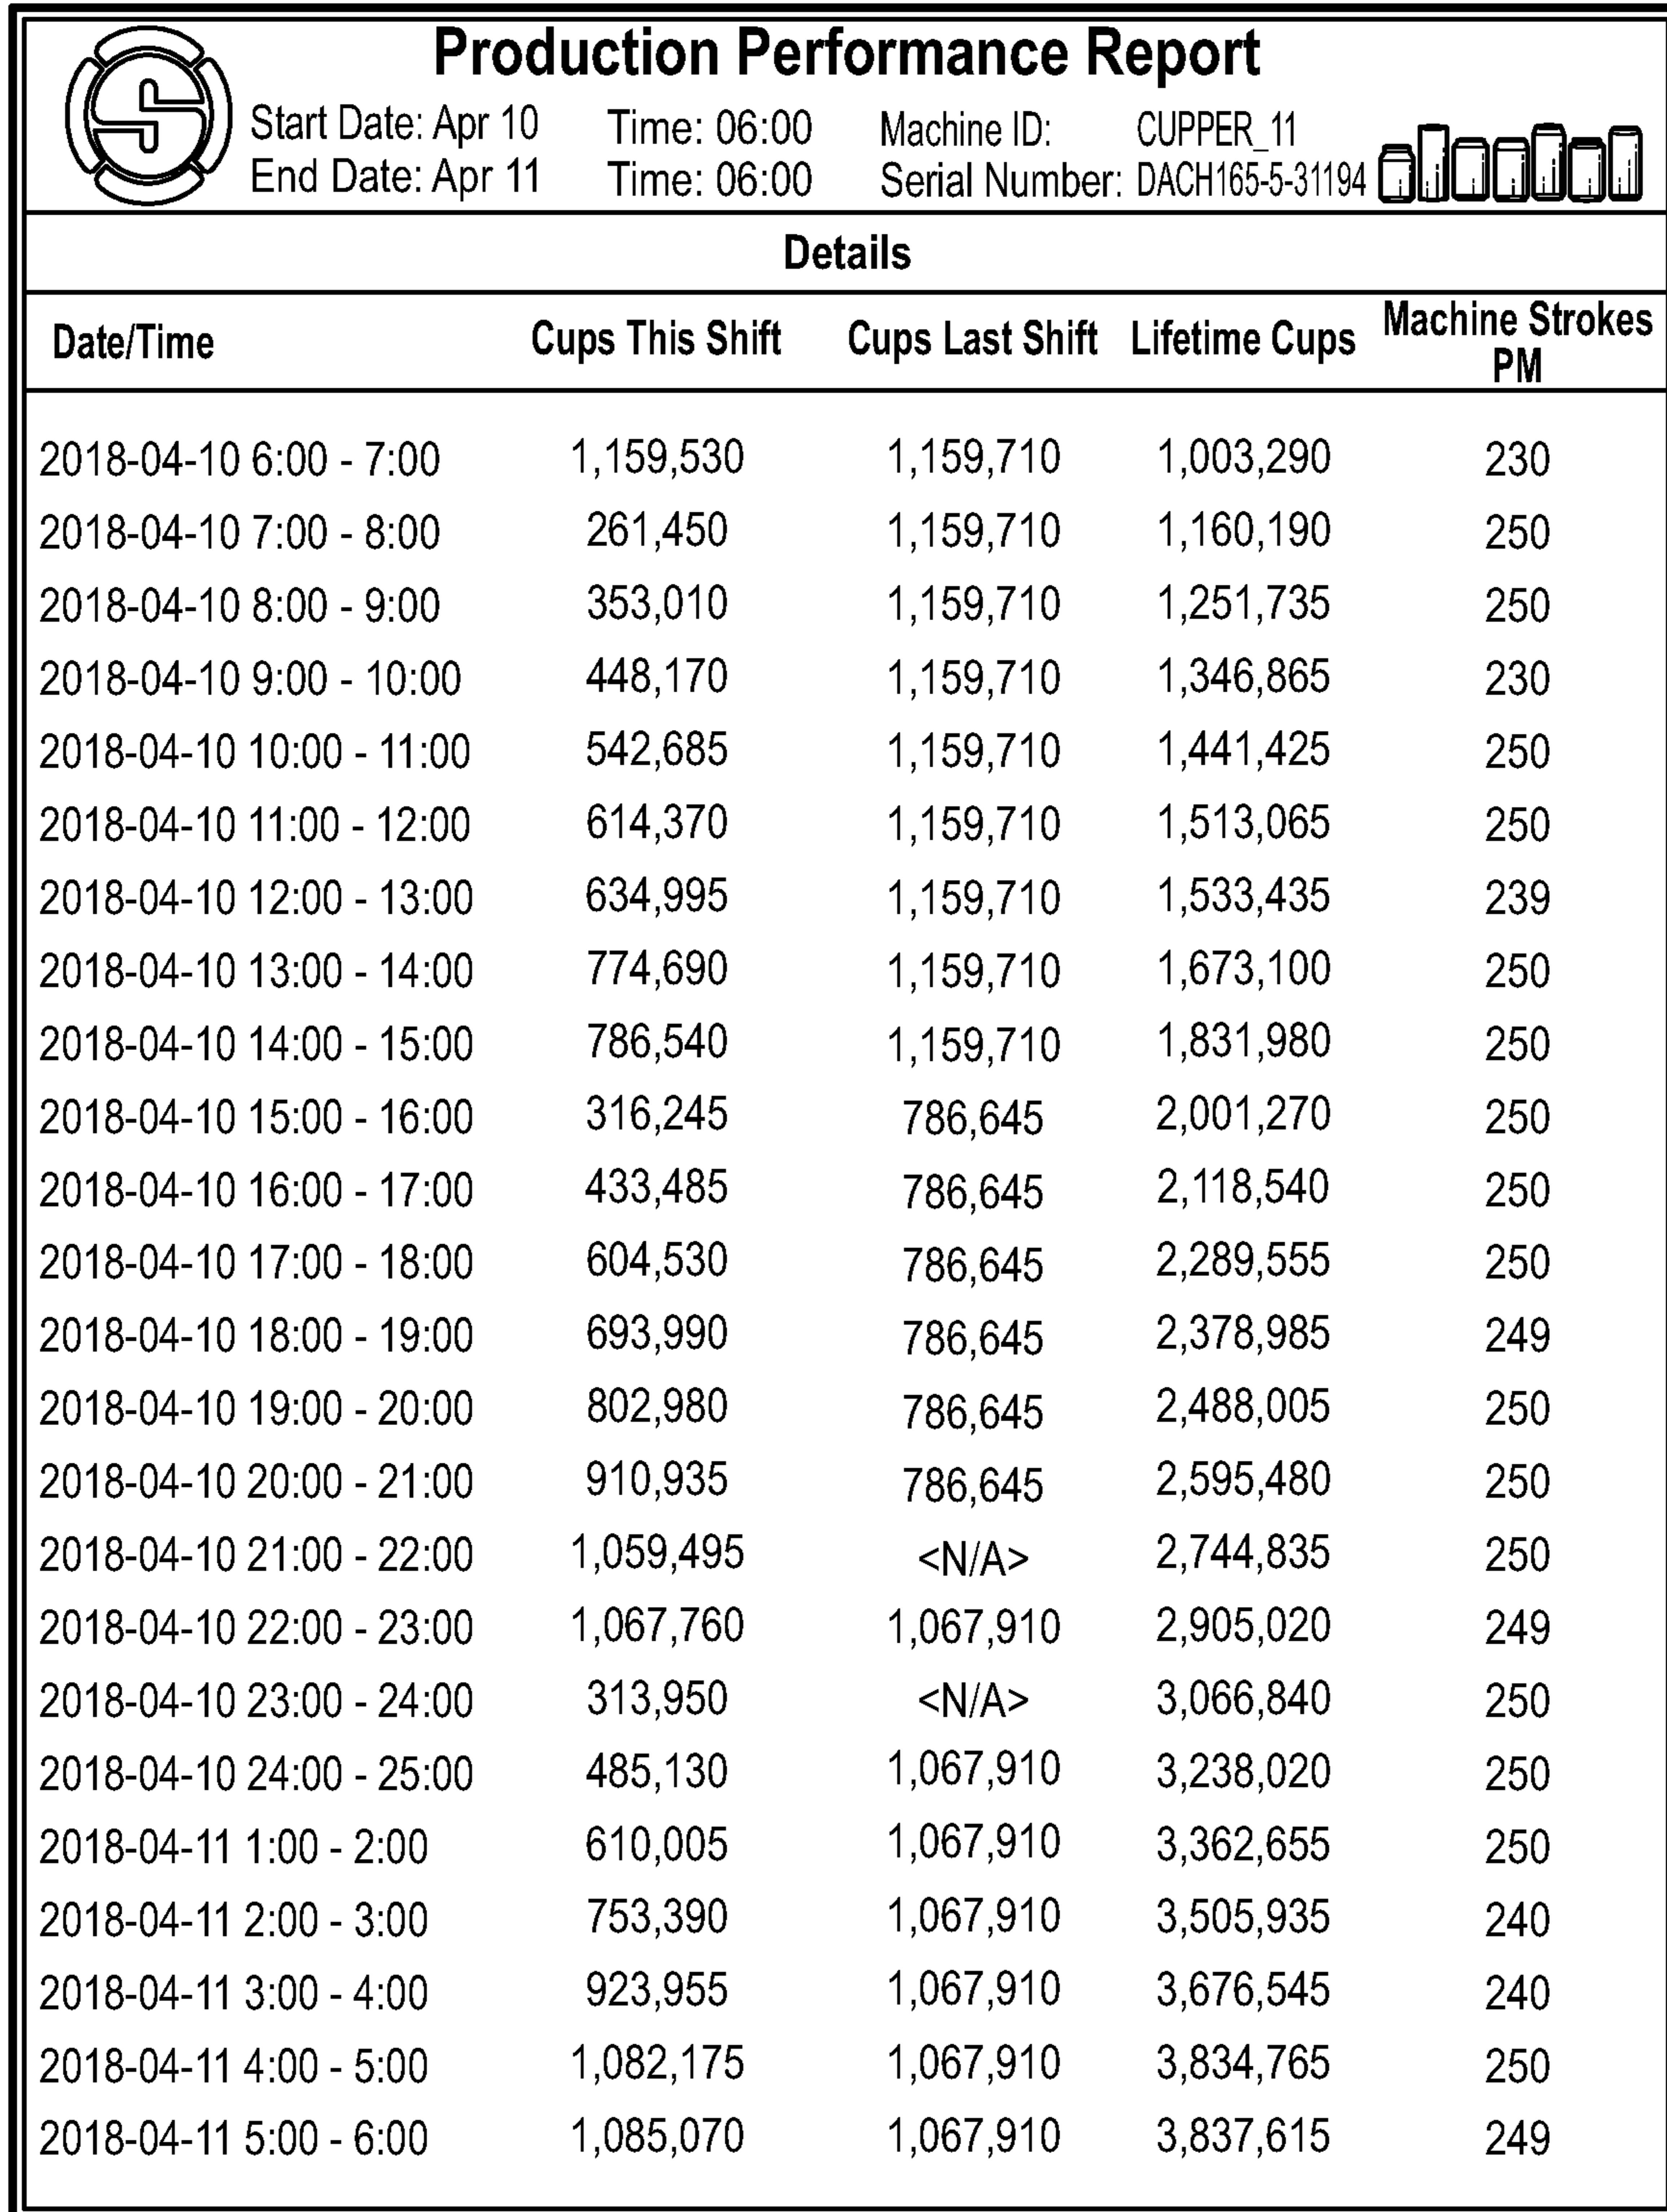 Production Performance Report
Start Date: Apr 10 Time: 06:00 Machine ID: CUPPER_11
End Date: Apr 11 Time: 06:00 Serial Number: DACH165-5-31194
Details
Date/Time Cups This Shift Cups Last Shift Lifetime Cups Machine Strokes PM
2018-04-10 6:00 - 7:00 1,159,530 1,159,710 1,003,290 230
2018-04-10 7:00 - 8:00 261,450 1,159,710 1,160,190 250
2018-04-10 8:00 - 9:00 353,010 1,159,710 1,251,735 250
2018-04-10 9:00 - 10:00 448,170 1,159,710 1,346,865 230
2018-04-10 10:00 - 11:00 542,685 1,159,710 1,441,425 250
2018-04-10 11:00 - 12:00 614,370 1,159,710 1,513,065 250
2018-04-10 12:00 - 13:00 634,995 1,159,710 1,533,435 239
2018-04-10 13:00 - 14:00 774,690 1,159,710 1,673,100 250
2018-04-10 14:00 - 15:00 786,540 1,159,710 1,831,980 250
2018-04-10 15:00 - 16:00 316,245 786,645 2,001,270 250
2018-04-10 16:00 - 17:00 433,485 786,645 2,118,540 250
2018-04-10 17:00 - 18:00 604,530 786,645 2,289,555 250
2018-04-10 18:00 - 19:00 693,990 786,645 2,378,985 249
2018-04-10 19:00 - 20:00 802,980 786,645 2,488,005 250
2018-04-10 20:00 - 21:00 910,935 786,645 2,595,480 250
2018-04-10 21:00 - 22:00 1,059,495 <N/A> 2,744,835 250
2018-04-10 22:00 - 23:00 1,067,760 1,067,910 2,905,020 249
2018-04-10 23:00 - 24:00 313,950 <N/A> 3,066,840 250
2018-04-10 24:00 - 25:00 485,130 1,067,910 3,238,020 250
2018-04-11 1:00 - 2:00 610,005 1,067,910 3,362,655 250
2018-04-11 2:00 - 3:00 753,390 1,067,910 3,505,935 240
2018-04-11 3:00 - 4:00 923,955 1,067,910 3,676,545 240
2018-04-11 4:00 - 5:00 1,082,175 1,067,910 3,834,765 250
2018-04-11 5:00 - 6:00 1,085,070 1,067,910 3,837,615 249